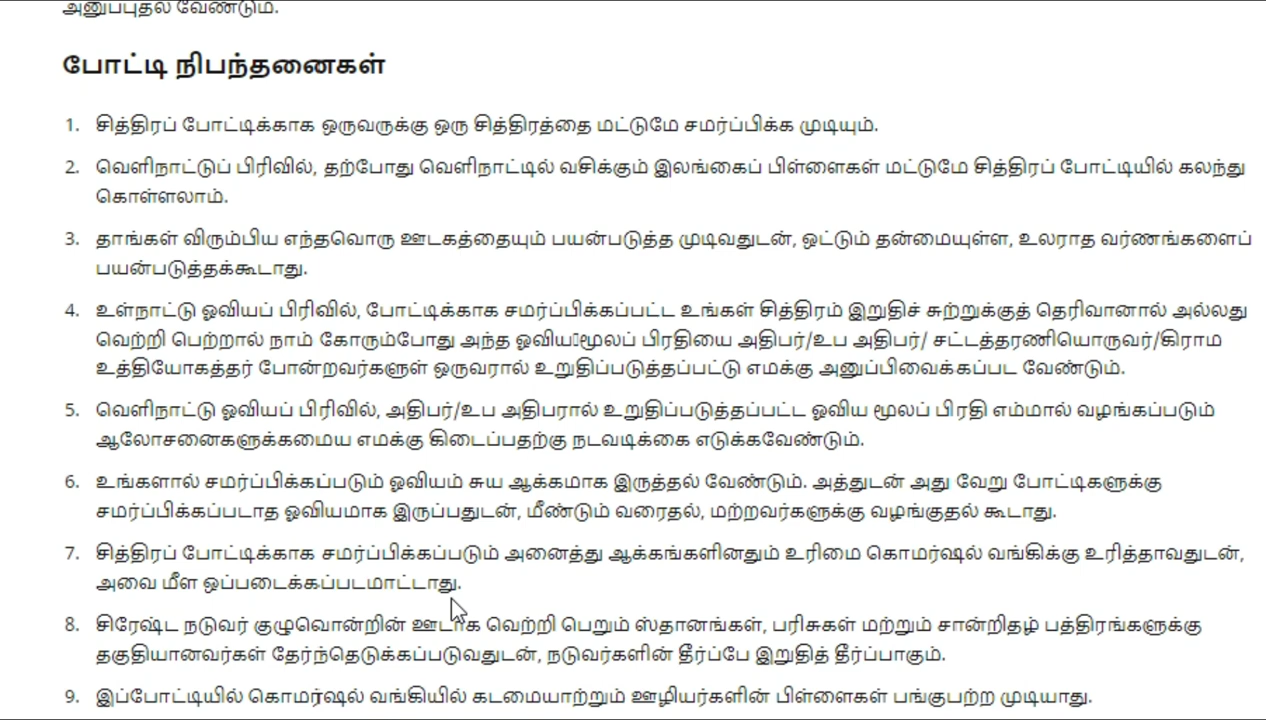 அனுப்புதல் வேண்டும்.
போட்டி நிபந்தனைகள்
1. சித்திரப் போட்டிக்காக ஒருவருக்கு ஒரு சித்திரத்தை மட்டுமே சமர்ப்பிக்க முடியும்.
2. வெளிநாட்டுப் பிரிவில், தற்போது வெளிநாட்டில் வசிக்கும் இலங்கைப் பிள்ளைகள் மட்டுமே சித்திரப் போட்டியில் கலந்து
கொள்ளலாம்.
3. தாங்கள் விரும்பிய எந்தவொரு ஊடகத்தையும் பயன்படுத்த முடிவதுடன், ஒட்டும் தன்மையுள்ள, உலராத வர்ணங்களைப்
பயன்படுத்தக்கூடாது.
4. உள்நாட்டு ஓவியப் பிரிவில், போட்டிக்காக சமர்ப்பிக்கப்பட்ட உங்கள் சித்திரம் இறுதிச் சுற்றுக்குத் தெரிவானால் அல்லது
வெற்றி பெற்றால் நாம் கோரும்போது அந்த ஓவிய மூலப் பிரதியை அதிபர்/உப அதிபர்/ சட்டத்தரணியொருவர்/கிராம
உத்தியோகத்தர் போன்றவர்களுள் ஒருவரால் உறுதிப்படுத்தப்பட்டு எமக்கு அனுப்பிவைக்கப்பட வேண்டும்.
5. வெளிநாட்டு ஓவியப் பிரிவில், அதிபர்/உப அதிபரால் உறுதிப்படுத்தப்பட்ட ஓவிய மூலப் பிரதி எம்மால் வழங்கப்படும்
ஆலோசனைகளுக்கமைய எமக்கு கிடைப்பதற்கு நடவடிக்கை எடுக்கவேண்டும்.
6. உங்களால் சமர்ப்பிக்கப்படும் ஓவியம் சுய ஆக்கமாக இருத்தல் வேண்டும். அத்துடன் அது வேறு போட்டிகளுக்கு
சமர்ப்பிக்கப்படாத ஓவியமாக இருப்பதுடன், மீண்டும் வரைதல், மற்றவர்களுக்கு வழங்குதல் கூடாது.
7. சித்திரப் போட்டிக்காக சமர்ப்பிக்கப்படும் அனைத்து ஆக்கங்களினதும் உரிமை கொமர்ஷல் வங்கிக்கு உரித்தாவதுடன்,
அவை மீள ஒப்படைக்கப்படமாட்டாது.
8. சிரேஷ்ட நடுவர் குழுவொன்றின் ஊடாக வெற்றி பெறும் ஸ்தானங்கள், பரிசுகள் மற்றும் சான்றிதழ் பத்திரங்களுக்கு
தகுதியானவர்கள் தேர்ந்தெடுக்கப்படுவதுடன், நடுவர்களின் தீர்ப்பே இறுதித் தீர்ப்பாகும்.
9. இப்போட்டியில் கொமர்ஷல் வங்கியில் கடமையாற்றும் ஊழியர்களின் பிள்ளைகள் பங்குபற்ற முடியாது.